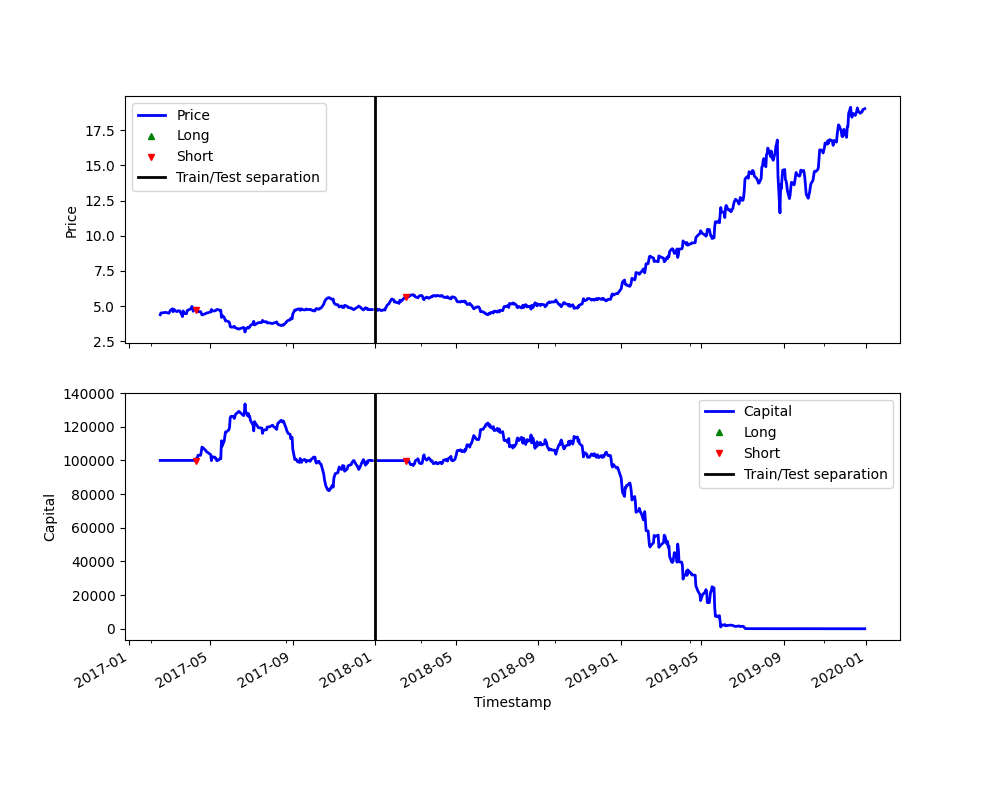 Price
Long
Short
Train/Test separation
17.5
15.0
12.5
10.0
7.5
5.0
2.5
Price
Capital
Long
Short
Train/Test separation
140000
120000
100000
80000
60000
40000
20000
0
Capital
2017-01
2017-05
2017-09
2018-01
2018-05
2018-09
2019-01
2019-05
2019-09
2020-01
Timestamp